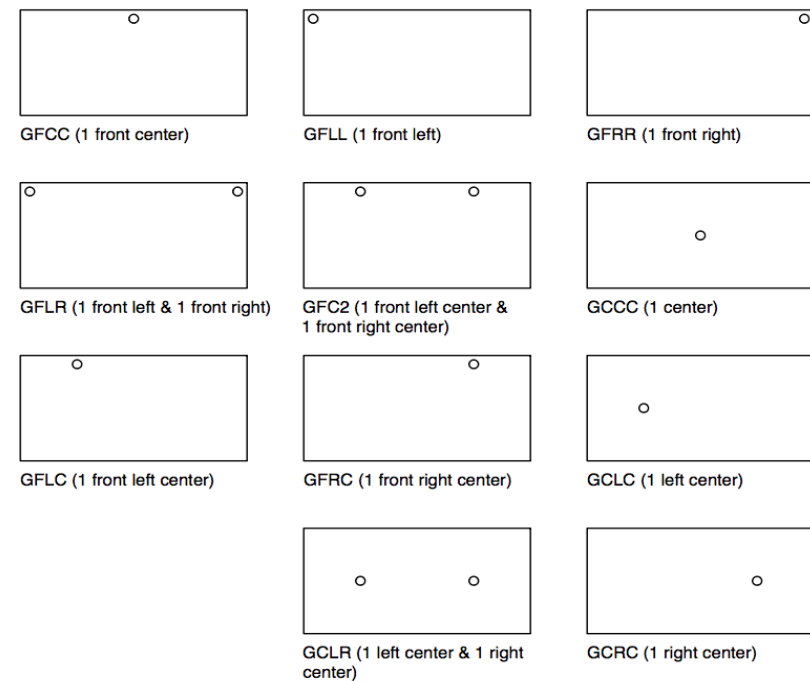 GFCC (1 front center)
GFLL (1 front left)
GFRR (1 front right)
GFLR (1 front left & 1 front right)
GFC2 (1 front left center &
1 front right center)
GCCC (1 center)
GFLC (1 front left center)
GFRC (1 front right center)
GCLC (1 left center)
GCLR (1 left center & 1 right
center)
GCRC (1 right center)